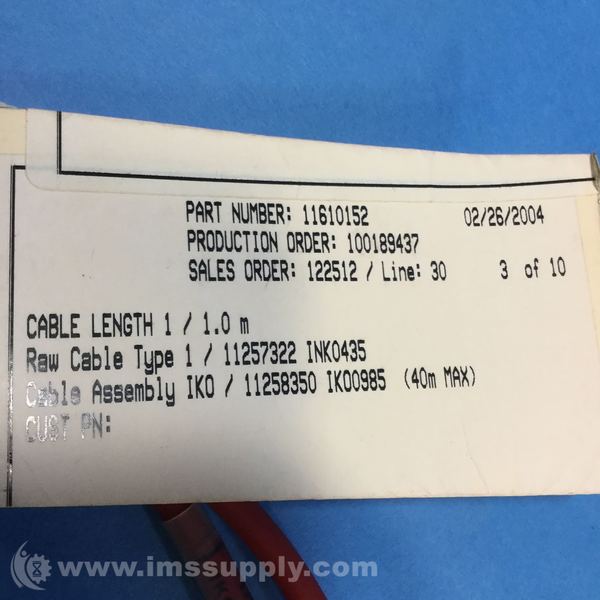 PART NUMBER: 11610152 02/26/2004
PRODUCTION ORDER: 100189437
SALES ORDER: 122512 / Line: 30 3 of 10
CABLE LENGTH 1 / 1.0 m
Raw Cable Type 1 / 11257322 INK0435
Cable Assembly IKO / 11258350 IKO0985 (40m MAX)
CUST PN:
www.imssupply.com